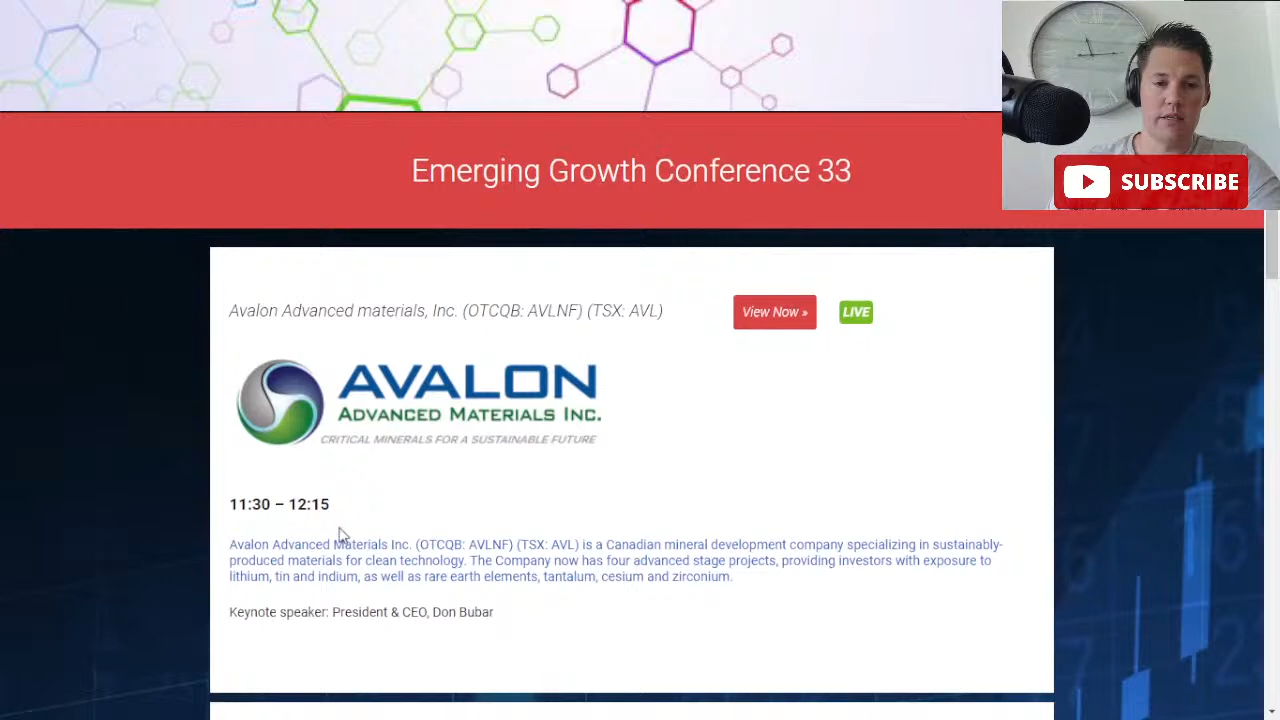 Emerging Growth Conference 33
SUBSCRIBE
Avalon Advanced materials, Inc. (OTCQB: AVLNF) (TSX: AVL)
View Now »
LIVE
AVALON
ADVANCED MATERIALS INC.
CRITICAL MINERALS FOR A SUSTAINABLE FUTURE
11:30 – 12:15
Avalon Advanced Materials Inc. (OTCQB: AVLNF) (TSX: AVL) is a Canadian mineral development company specializing in sustainably-
produced materials for clean technology. The Company now has four advanced stage projects, providing investors with exposure to
lithium, tin and indium, as well as rare earth elements, tantalum, cesium and zirconium.
Keynote speaker: President & CEO, Don Bubar